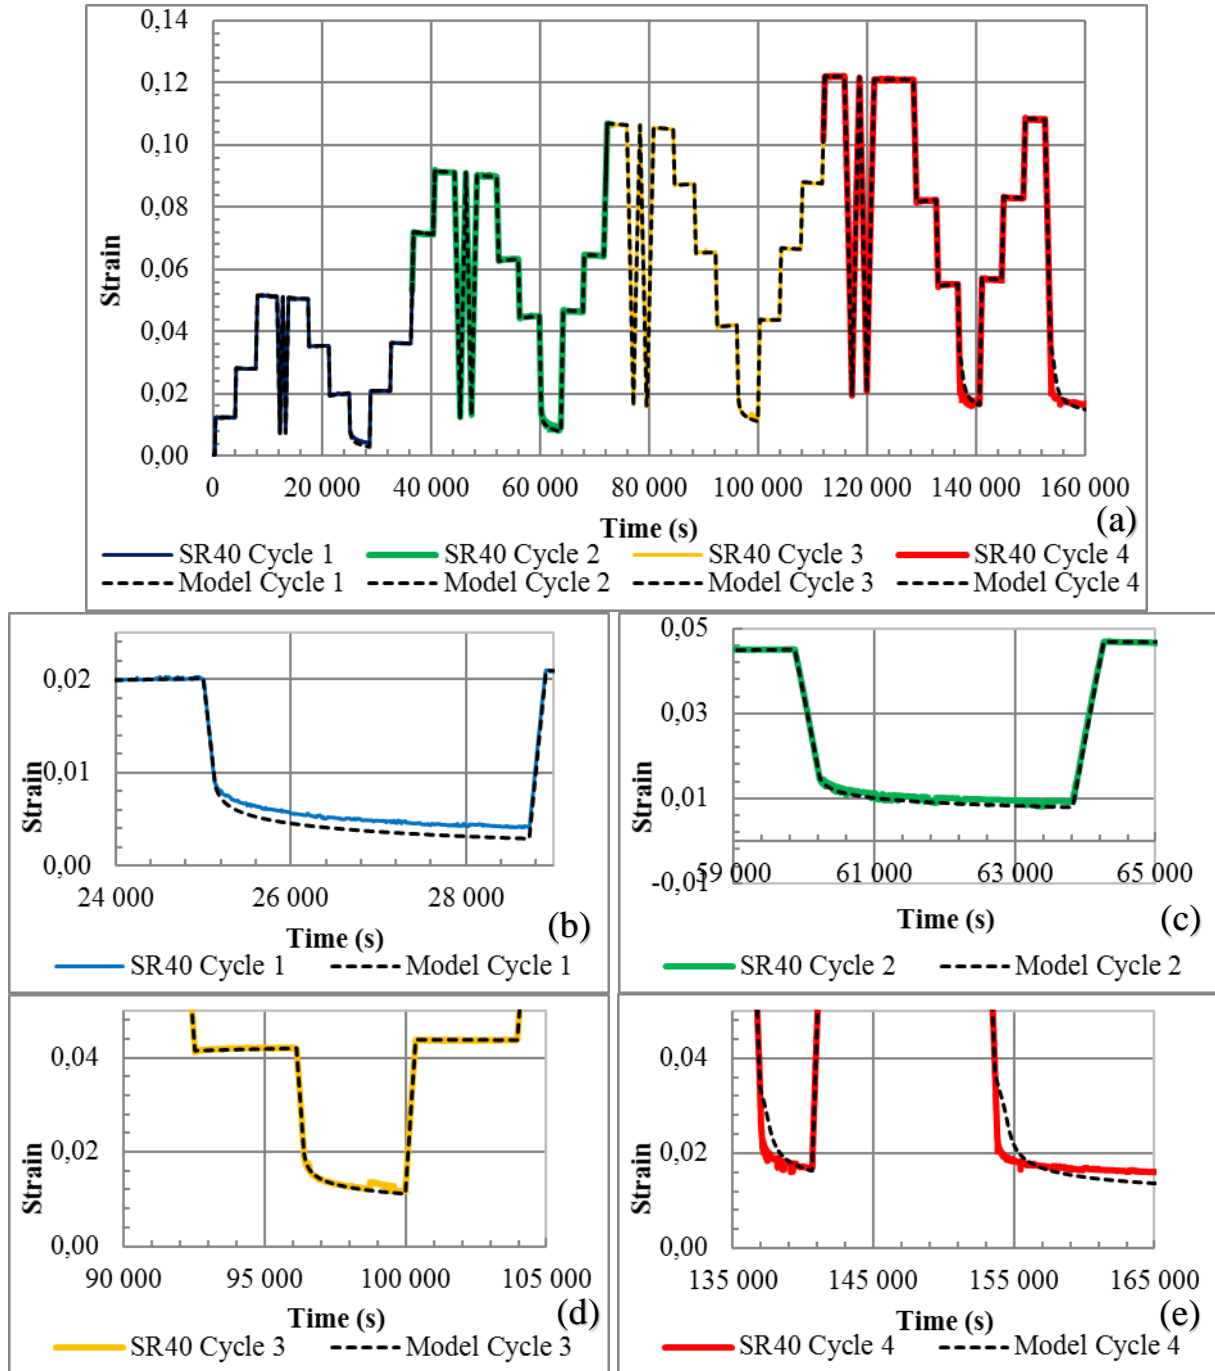 0,14
0,12
0,10
0,08
0,06
0,04
0,02
0,00
Strain
0 20 000 40 000 60 000 80 000 100 000 120 000 140 000 160 000
Time (s)
(a)
SR40 Cycle 1 SR40 Cycle 2 SR40 Cycle 3 SR40 Cycle 4
Model Cycle 1 Model Cycle 2 Model Cycle 3 Model Cycle 4
0,02
0,01
0,00
Strain
24 000 26 000 28 000
Time (s)
(b)
SR40 Cycle 1 Model Cycle 1
0,05
0,03
0,01
-0,01
Strain
59 000 61 000 63 000 65 000
Time (s)
(c)
SR40 Cycle 2 Model Cycle 2
0,04
0,02
0,00
Strain
90 000 95 000 100 000 105 000
Time (s)
(d)
SR40 Cycle 3 Model Cycle 3
0,04
0,02
0,00
Strain
135 000 145 000 155 000 165 000
Time (s)
(e)
SR40 Cycle 4 Model Cycle 4